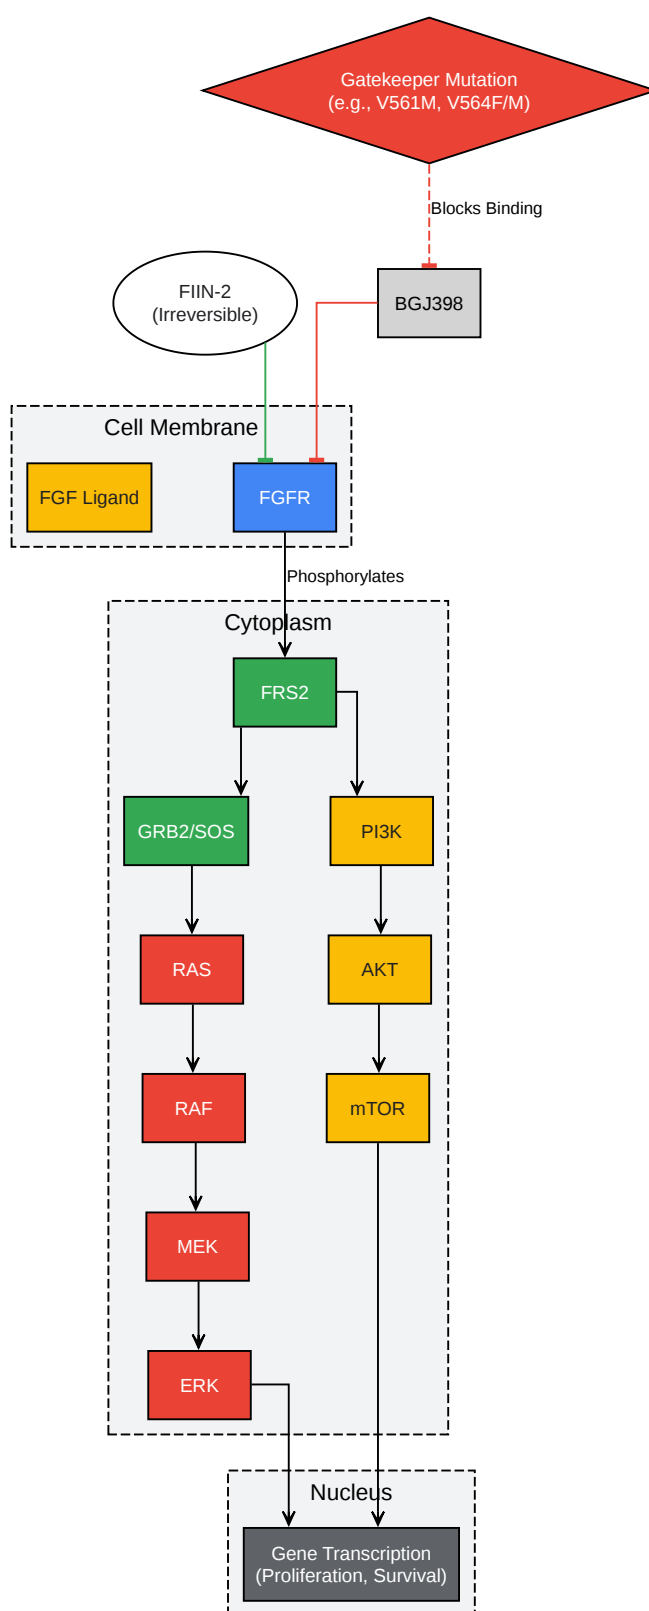 Gatekeeper Mutation
(e.g., V561M, V564F/M)
Blocks Binding
FIIN-2
(Irreversible)
BGJ398
Cell Membrane
FGF Ligand
FGFR
Phosphorylates
Cytoplasm
FRS2
GRB2/SOS
PI3K
RAS
AKT
RAF
mTOR
MEK
ERK
Nucleus
Gene Transcription
(Proliferation, Survival)